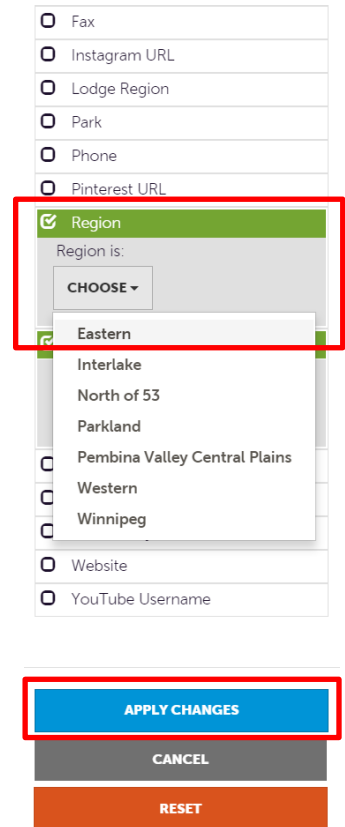 Fax
Instagram URL
Lodge Region
Park
Phone
Pinterest URL
Region
Region is:
CHOOSE
Eastern
Interlake
North of 53
Parkland
Pembina Valley Central Plains
Western
Winnipeg
Website
YouTube Username
APPLY CHANGES
CANCEL
RESET